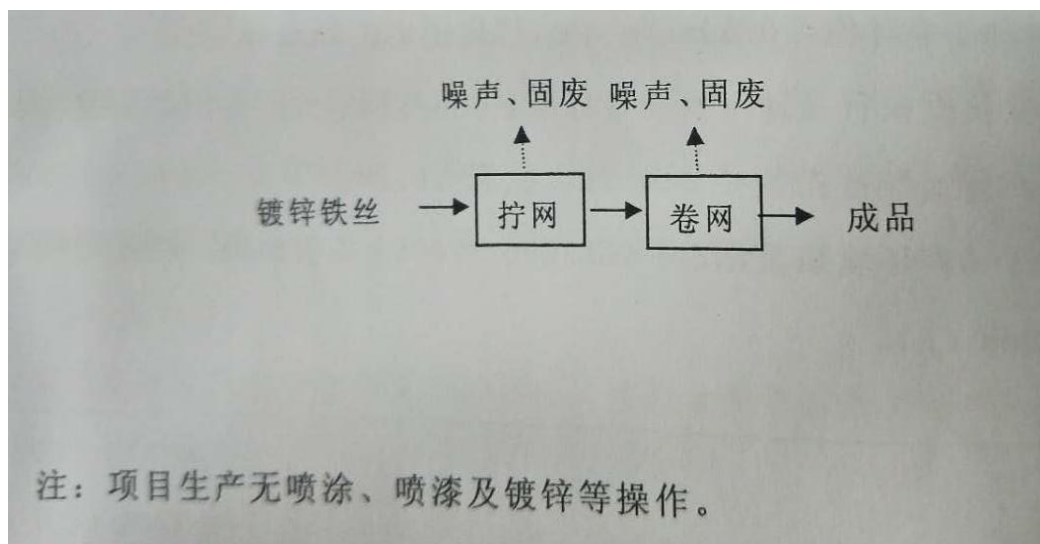 噪声、固废 噪声、固废
镀锌铁丝 拧网 卷网 成品
注：项目生产无喷涂、喷漆及镀锌等操作。